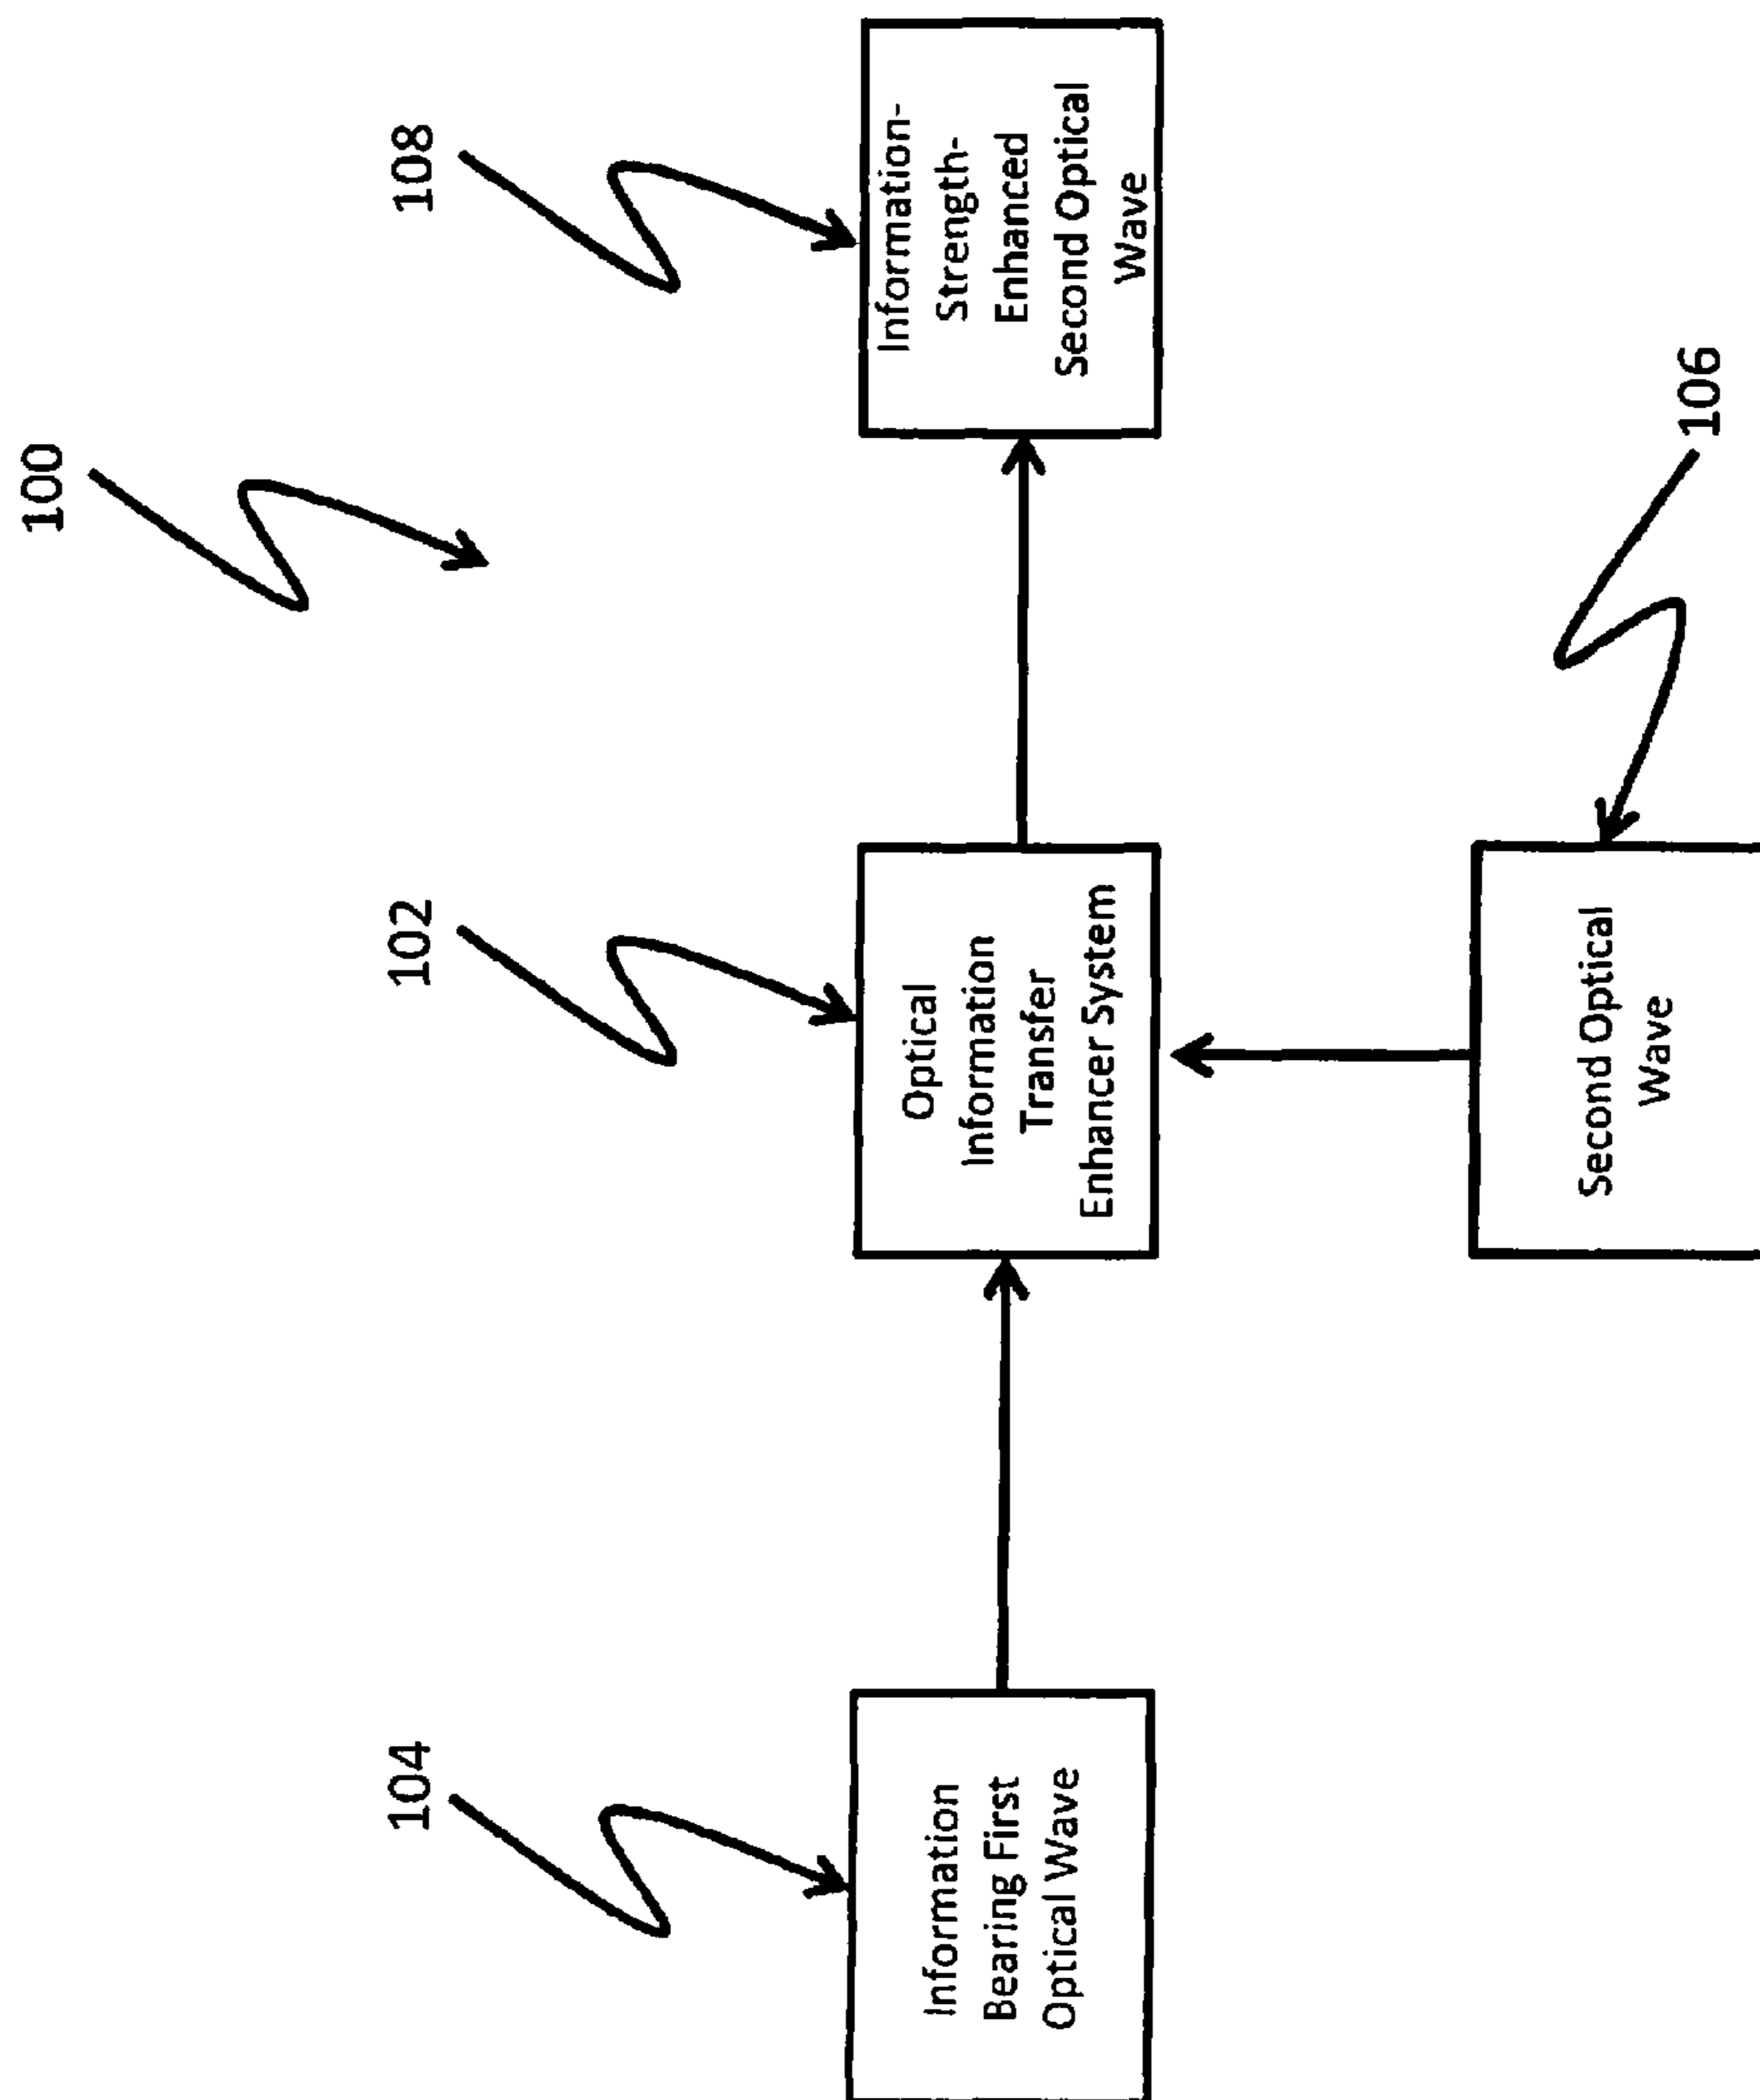 100
104
102
108
Information
Bearing First
Optical Wave
Optical
Information
Transfer
Enhancer System
Information-
Strength-
Enhanced
Second Optical
Wave
Second Optical
Wave
106